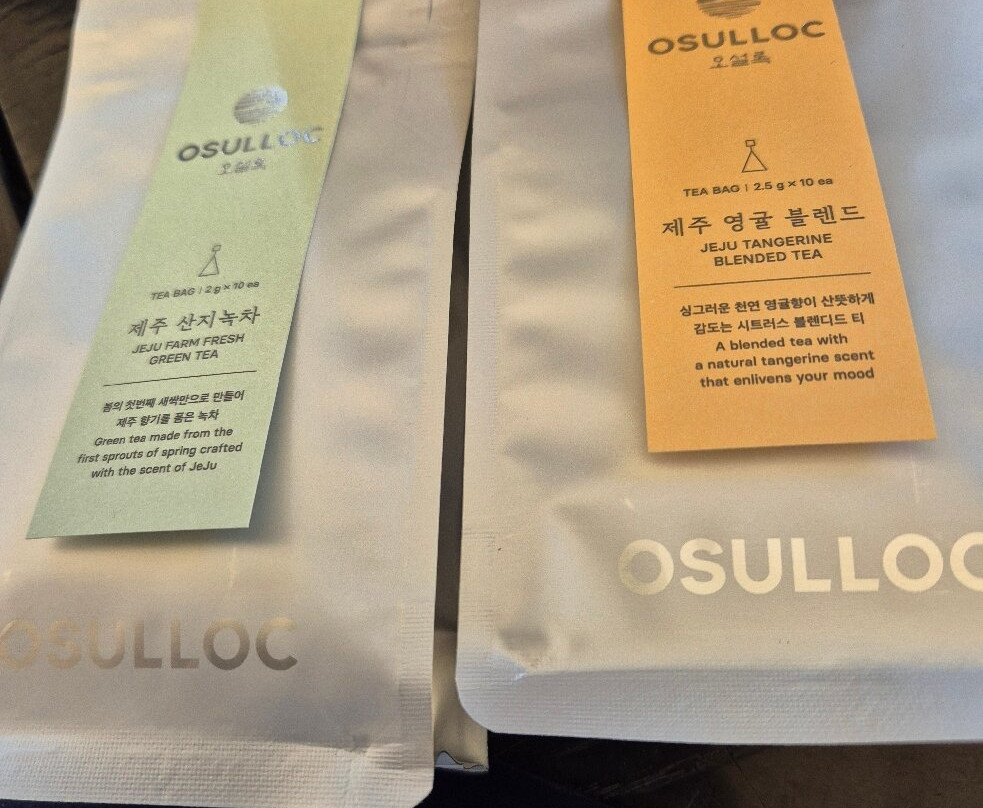 OSULLOC
오설록
TEA BAG | 2 g × 10 ea
제주 산지녹차
JEJU FARM FRESH
GREEN TEA
봄의 첫번째 새싹만으로 만들어
제주 향기를 품은 녹차
Green tea made from the
first sprouts of spring crafted
with the scent of JeJu
OSULLOC
OSULLOC
오설록
TEA BAG | 2.5 g × 10 ea
제주 영귤 블렌드
JEJU TANGERINE
BLENDED TEA
싱그러운 천연 영귤향이 산뜻하게
감도는 시트러스 블렌디드 티
A blended tea with
a natural tangerine scent
that enlivens your mood
OSULLOC